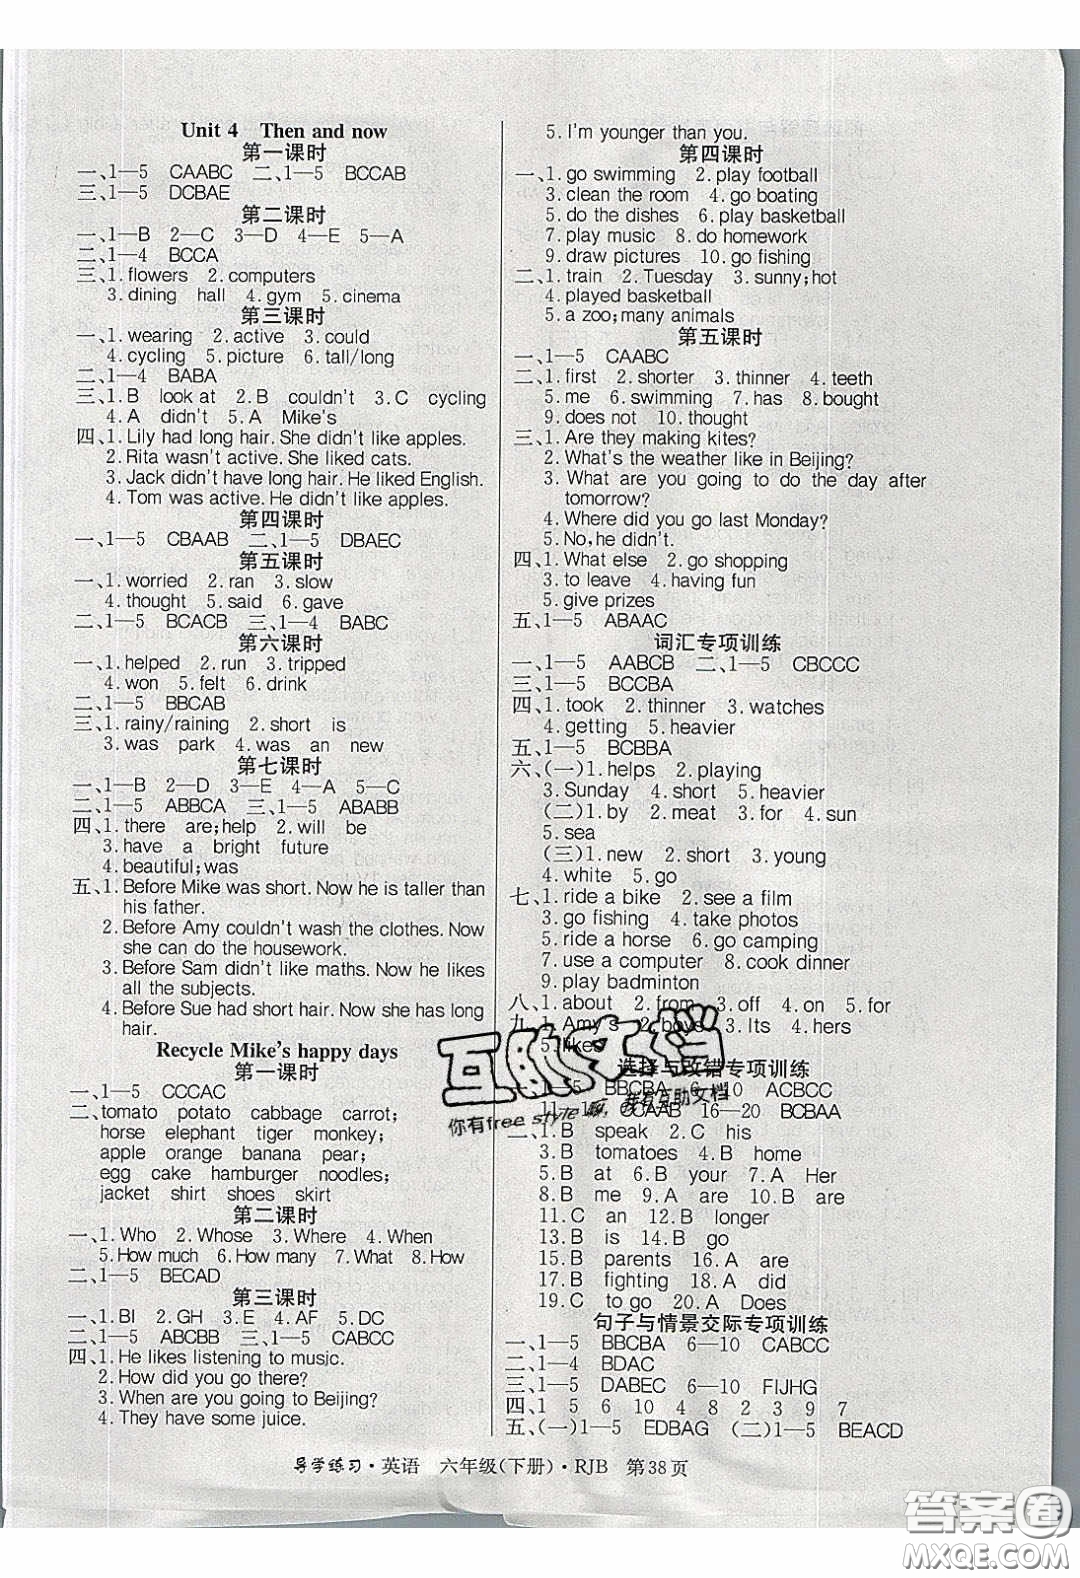 Unit 4 Then and now
第一课时
一、1—5 CAABC 二、1—5 BCCAB
三、1—5 DCBAE
第二课时
一、1—B 2—C 3—D 4—E 5—A
二、1—4 BCCA
三、1. flowers 2. computers
3. dining hall 4. gym 5. cinema
第三课时
一、1. wearing 2. active 3. could
4. cycling 5. picture 6. tall/long
二、1—4 BABA
三、1. B look at 2. B couldn't 3. C cycling
4. A didn't 5. A Mike's
四、1. Lily had long hair. She didn't like apples.
2. Rita wasn't active. She liked cats.
3. Jack didn't have long hair. He liked English.
4. Tom was active. He didn't like apples.
第四课时
一、1—5 CBAAB 二、1—5 DBAEC
第五课时
一、1. worried 2. ran 3. slow
4. thought 5. said 6. gave
二、1—5 BCACB 三、1—4 BABC
第六课时
一、1. helped 2. run 3. tripped
4. won 5. felt 6. drink
二、1—5 BBCAB
三、1. rainy/raining 2. short is
3. was park 4. was an new
第七课时
一、1—B 2—D 3—E 4—A 5—C
二、1—5 ABBCA 三、1—5 ABABB
四、1. there are; help 2. will be
3. have a bright future
4. beautiful; was
五、1. Before Mike was short. Now he is taller than
his father.
2. Before Amy couldn't wash the clothes. Now
she can do the housework.
3. Before Sam didn't like maths. Now he likes
all the subjects.
4. Before Sue had short hair. Now she has long
hair.
Recycle Mike's happy days
第一课时
一、1—5 CCCAC
二、tomato potato cabbage carrot;
horse elephant tiger monkey;
apple orange banana pear;
egg cake hamburger noodles;
jacket shirt shoes skirt
第二课时
一、1. Who 2. Whose 3. Where 4. When
5. How much 6. How many 7. What 8. How
二、1—5 BECAD
第三课时
一、1. BI 2. GH 3. E 4. AF 5. DC
二、1—5 ABCBB 三、1—5 CABCC
四、1. He likes listening to music.
2. How did you go there?
3. When are you going to Beijing?
4. They have some juice.
5. I'm younger than you.
第四课时
一、1. go swimming 2. play football
3. clean the room 4. go boating
5. do the dishes 6. play basketball
7. play music 8. do homework
9. draw pictures 10. go fishing
二、1. train 2. Tuesday 3. sunny; hot
4. played basketball
5. a zoo; many animals
第五课时
一、1—5 CAABC
二、1. first 2. shorter 3. thinner 4. teeth
5. me 6. swimming 7. has 8. bought
9. does not 10. thought
三、1. Are they making kites?
2. What's the weather like in Beijing?
3. What are you going to do the day after
tomorrow?
4. Where did you go last Monday?
5. No, he didn't.
四、1. What else 2. go shopping
3. to leave 4. having fun
5. give prizes
五、1—5 ABAAC
词汇专项训练
一、1—5 AABCB 二、1—5 CBCCC
三、1—5 BCCBA
四、1. took 2. thinner 3. watches
4. getting 5. heavier
五、1—5 BCBBA
六、(一)1. helps 2. playing
3. Sunday 4. short 5. heavier
(二)1. by 2. meat 3. for 4. sun
5. sea
(三)1. new 2. short 3. young
4. white 5. go
七、1. ride a bike 2. see a film
3. go fishing 4. take photos
5. ride a horse 6. go camping
7. use a computer 8. cook dinner
9. play badminton
八、1. about 2. from 3. off 4. on 5. for
九、1. Amy's 2. boys 3. Its 4. hers
5. likes
选择与改错专项训练
一、1—5 BBCBA 6—10 ACBCC
11—15 CCAAB 16—20 BCBAA
二、1. B speak 2. C his
3. B tomatoes 4. B home
5. B at 6. B your 7. A Her
8. B me 9. A are 10. B are
11. C an 12. B longer
13. B is 14. B go
15. B parents 16. A are
17. B fighting 18. A did
19. C to go 20. A Does
句子与情景交际专项训练
一、1—5 BBCBA 6—10 CABCC
二、1—4 BDAC
三、1—5 DABEC 6—10 FIJHG
四、1 5 6 10 4 8 2 3 9 7
五、(一)1—5 EDBAG (二)1—5 BEACD
互助文档
你有free style 嘛, 我有互助文档
导学练习·英语 六年级(下册)·RJB 第38页
答案圈
MXQE.COM